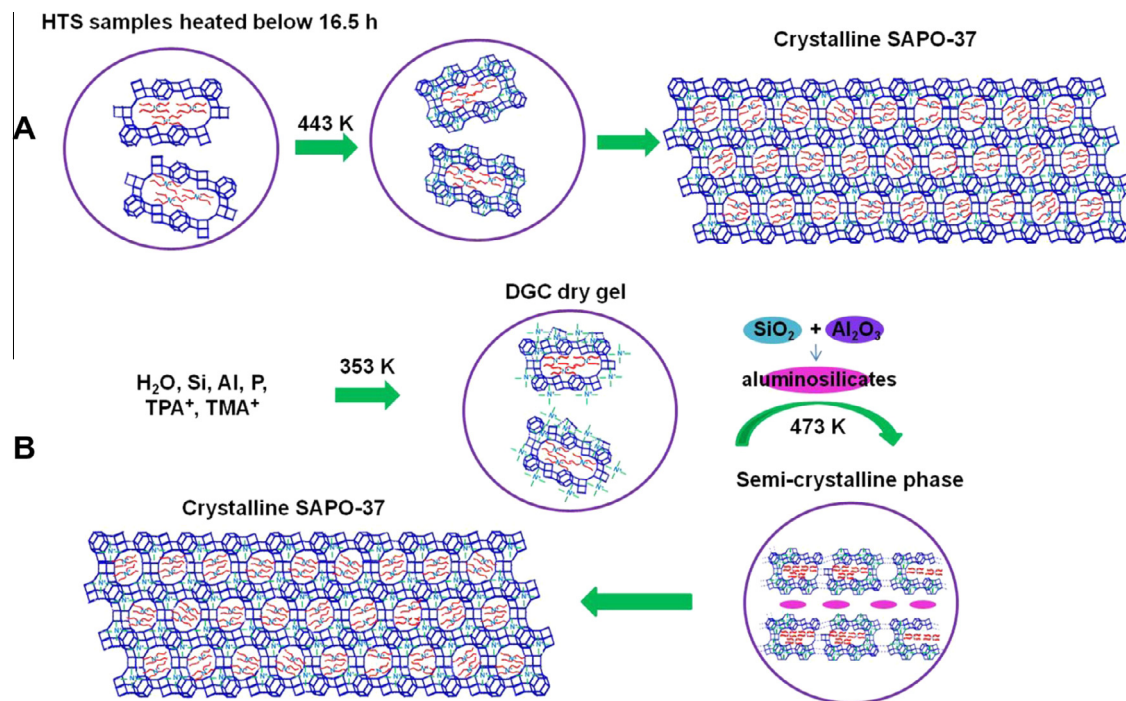 HTS samples heated below 16.5 h
Crystalline SAPO-37
A
443 K
DGC dry gel
SiO₂ + Al₂O₃
353 K
H₂O, Si, Al, P,
TPA⁺, TMA⁺
aluminosilicates
473 K
B
Semi-crystalline phase
Crystalline SAPO-37